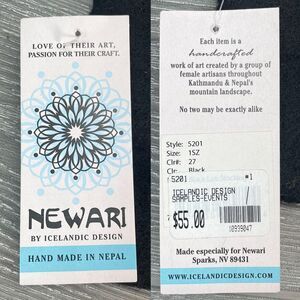 LOVE OF THEIR ART,
PASSION FOR THEIR CRAFT.
NEWARI
BY ICELANDIC DESIGN
HAND MADE IN NEPAL
Each item is a
handcrafted
work of art created by a group of
female artisans throughout
Kathmandu & Nepal's
mountain landscape.
No two may be exactly alike
Style: 5201
Size: 1SZ
Clr#: 27
Clr: Black
5201 #1
ICELANDIC DESIGN
SAMPLES-EVENTS
$55.00
Made especially for Newari
Sparks, NV 89431
WWW.ICELANDICDESIGN.COM